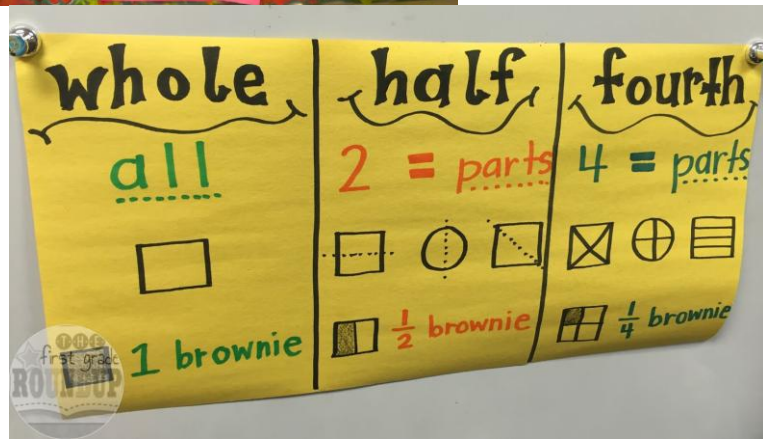 whole
all
1 brownie
half
2 = parts
1/2 brownie
fourth
4 = parts
1/4 brownie
THE
first grade
ROUNDUP